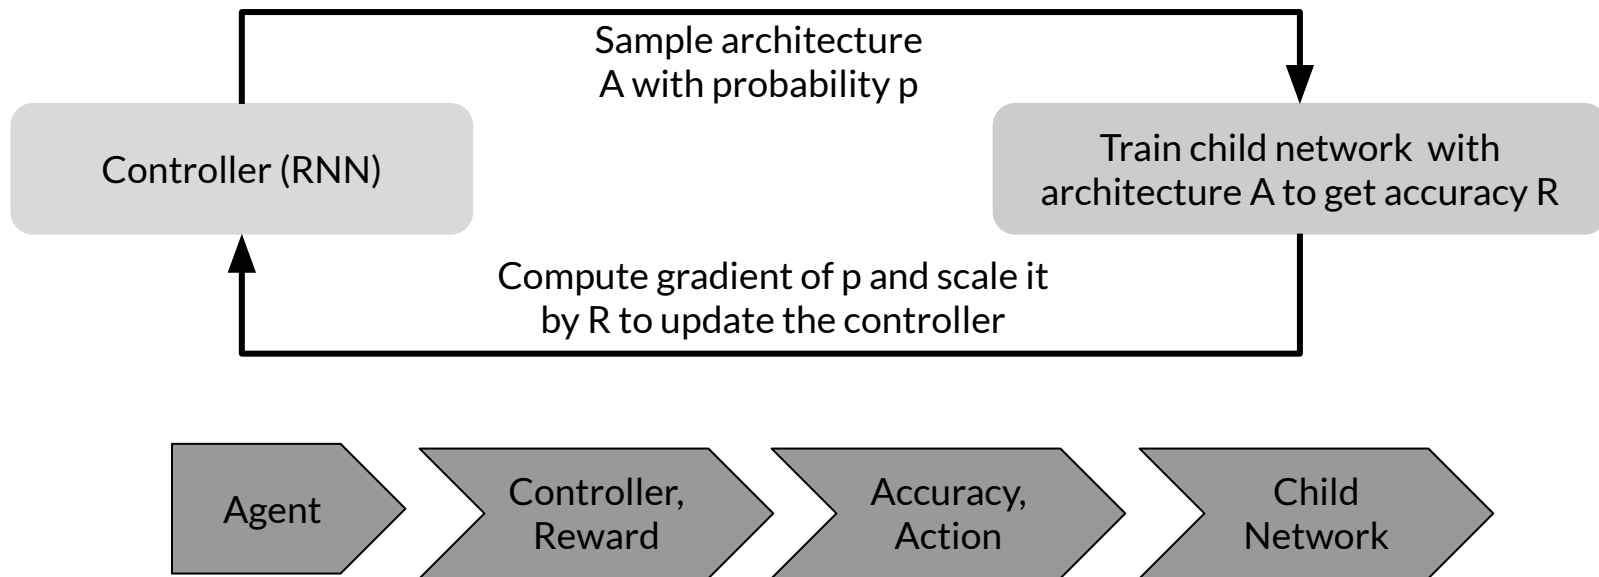 Sample architecture
A with probability p
Controller (RNN)
Train child network with
architecture A to get accuracy R
Compute gradient of p and scale it
by R to update the controller
Agent
Controller,
Reward
Accuracy,
Action
Child
Network